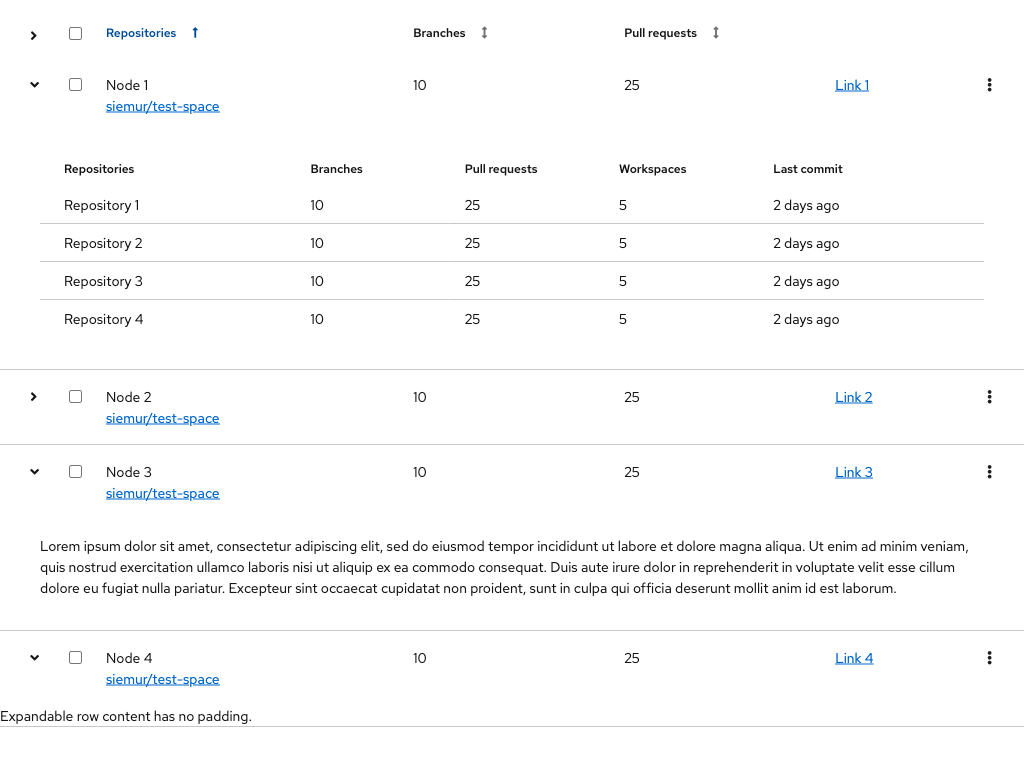 Repositories Branches Pull requests
Node 1 10 25 Link 1
siemur/test-space
Repositories Branches Pull requests Workspaces Last commit
Repository 1 10 25 5 2 days ago
Repository 2 10 25 5 2 days ago
Repository 3 10 25 5 2 days ago
Repository 4 10 25 5 2 days ago
Node 2 10 25 Link 2
siemur/test-space
Node 3 10 25 Link 3
siemur/test-space
Lorem ipsum dolor sit amet, consectetur adipiscing elit, sed do eiusmod tempor incididunt ut labore et dolore magna aliqua. Ut enim ad minim veniam,
quis nostrud exercitation ullamco laboris nisi ut aliquip ex ea commodo consequat. Duis aute irure dolor in reprehenderit in voluptate velit esse cillum
dolore eu fugiat nulla pariatur. Excepteur sint occaecat cupidatat non proident, sunt in culpa qui officia deserunt mollit anim id est laborum.
Node 4 10 25 Link 4
siemur/test-space
Expandable row content has no padding.